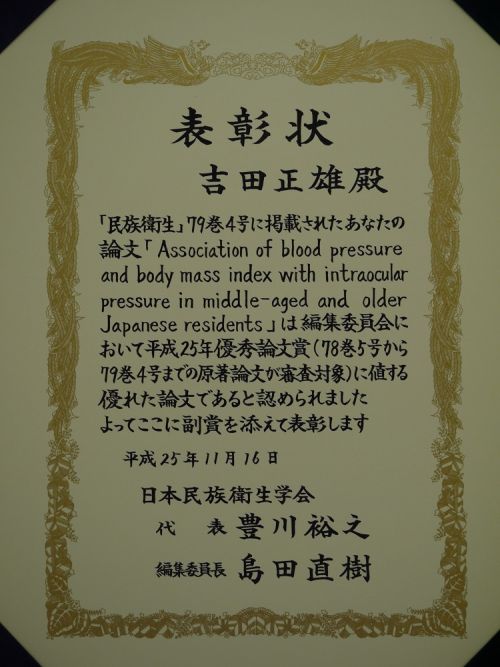 表彰状
吉田正雄殿
「民族衛生」79巻4号に掲載されたあなたの
論文「Association of blood pressure
and body mass index with intraocular
pressure in middle-aged and older
Japanese residents」は編集委員会に
おいて平成25年優秀論文賞(78巻5号から
79巻4号までの原著論文が審査対象)に値する
優れた論文であると認められました
よってここに副賞を添えて表彰します
平成25年11月16日
日本民族衛生学会
代 表 豊川裕之
編集委員長 島田直樹